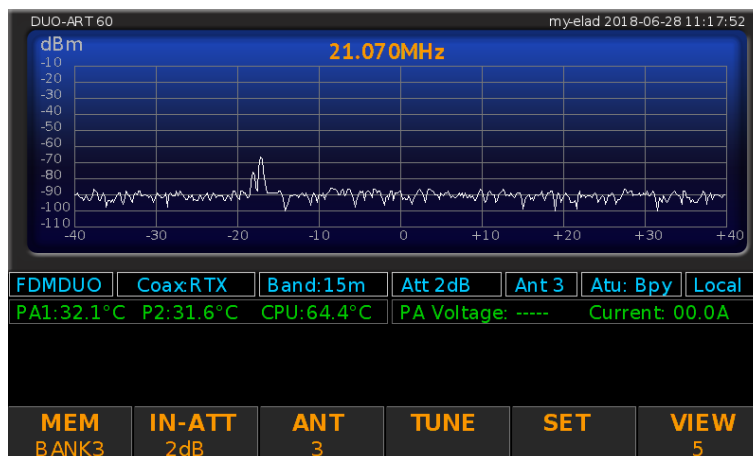 DUO-ART 60 my-elad 2018-06-28 11:17:52
dBm 21.070MHz
-10
-20
-30
-40
-50
-60
-70
-80
-90
-100
-110
-40 -30 -20 -10 0 +10 +20 +30 +40
FDMDUO Coax:RTX Band:15m Att 2dB Ant 3 Atu: Bpy Local
PA1:32.1°C P2:31.6°C CPU:64.4°C PA Voltage: ----- Current: 00.0A
MEM IN-ATT ANT TUNE SET VIEW
BANK3 2dB 3 5